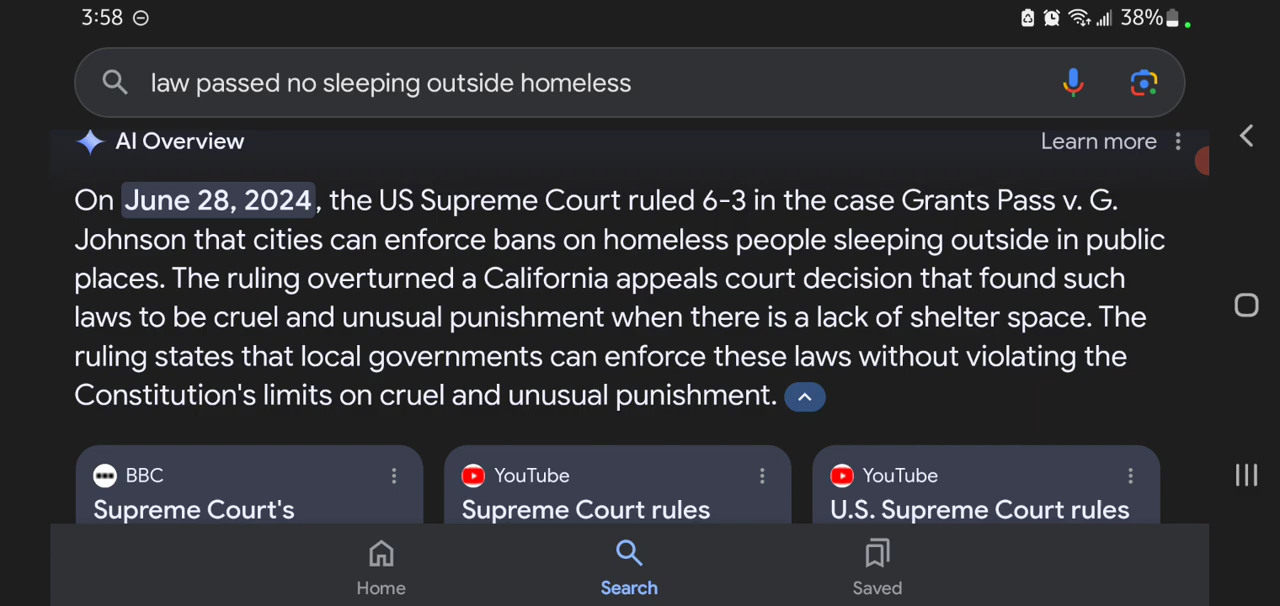 3:58
38%
law passed no sleeping outside homeless
AI Overview
Learn more
On June 28, 2024, the US Supreme Court ruled 6-3 in the case Grants Pass v. G.
Johnson that cities can enforce bans on homeless people sleeping outside in public
places. The ruling overturned a California appeals court decision that found such
laws to be cruel and unusual punishment when there is a lack of shelter space. The
ruling states that local governments can enforce these laws without violating the
Constitution's limits on cruel and unusual punishment.
BBC
Supreme Court's
YouTube
Supreme Court rules
YouTube
U.S. Supreme Court rules
Home
Search
Saved